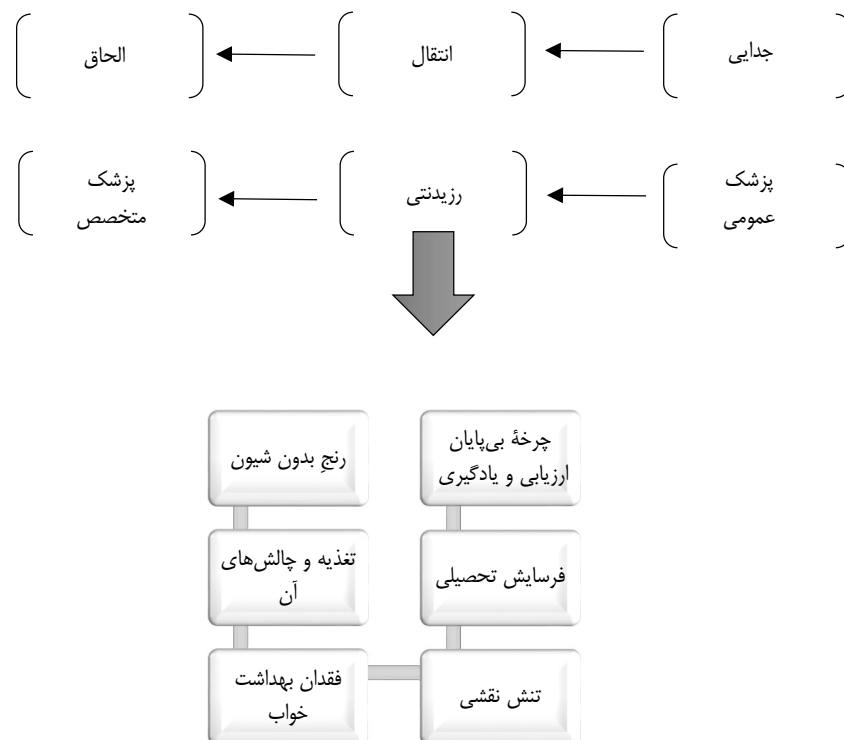 جدایی
انتقال
الحاق
پزشک
عمومی
رزیدنتی
پزشک
متخصص
چرخهٔ بی‌پایان
ارزیابی و یادگیری
رنجِ بدون شیون
فرسایش تحصیلی
تغذیه و چالش‌های
آن
تنش نقشی
فقدان بهداشت
خواب